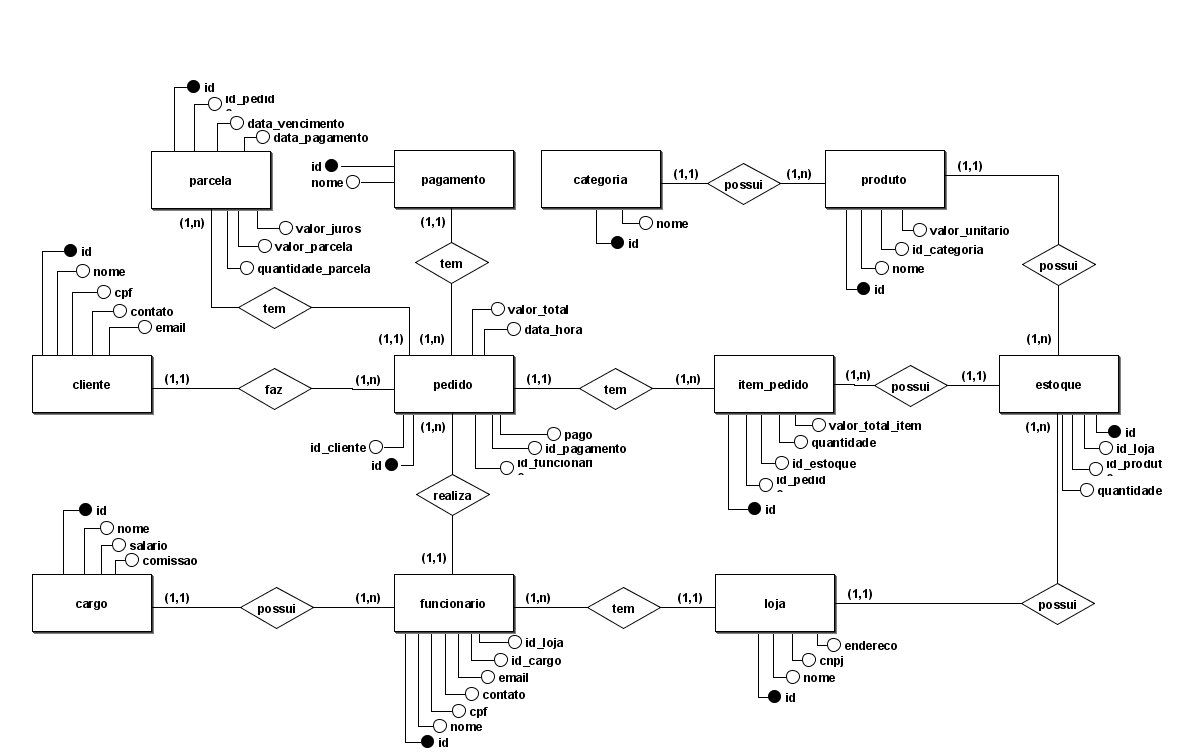 id
id_pedid
data_vencimento
data_pagamento
parcela
(1,n)
valor_juros
valor_parcela
quantidade_parcela
id
nome
pagamento
(1,1)
tem
categoria
nome
id
(1,1)
possui
(1,n)
produto
(1,1)
valor_unitario
id_categoria
nome
id
possui
(1,n)
id
nome
cpf
contato
email
tem
(1,1)
(1,n)
valor_total
data_hora
cliente
(1,1)
faz
(1,n)
pedido
(1,1)
tem
(1,n)
item_pedido
(1,n)
possui
(1,1)
estoque
id_cliente
id
(1,n)
pago
id_pagamento
id_funcionan
valor_total_item
quantidade
id_estoque
id_pedid
id
(1,n)
id
id_loja
id_produt
quantidade
realiza
(1,1)
id
nome
salario
comissao
cargo
(1,1)
possui
(1,n)
funcionario
(1,n)
tem
(1,1)
loja
(1,1)
possui
id_loja
id_cargo
email
contato
cpf
nome
id
endereco
cnpj
nome
id